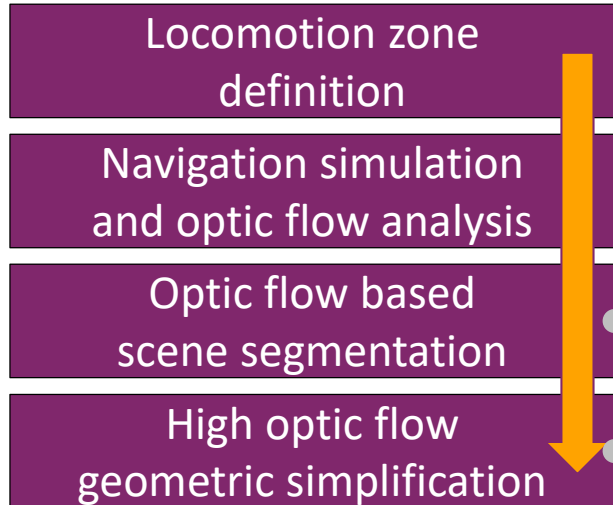 Locomotion zone
definition
Navigation simulation
and optic flow analysis
Optic flow based
scene segmentation
High optic flow
geometric simplification